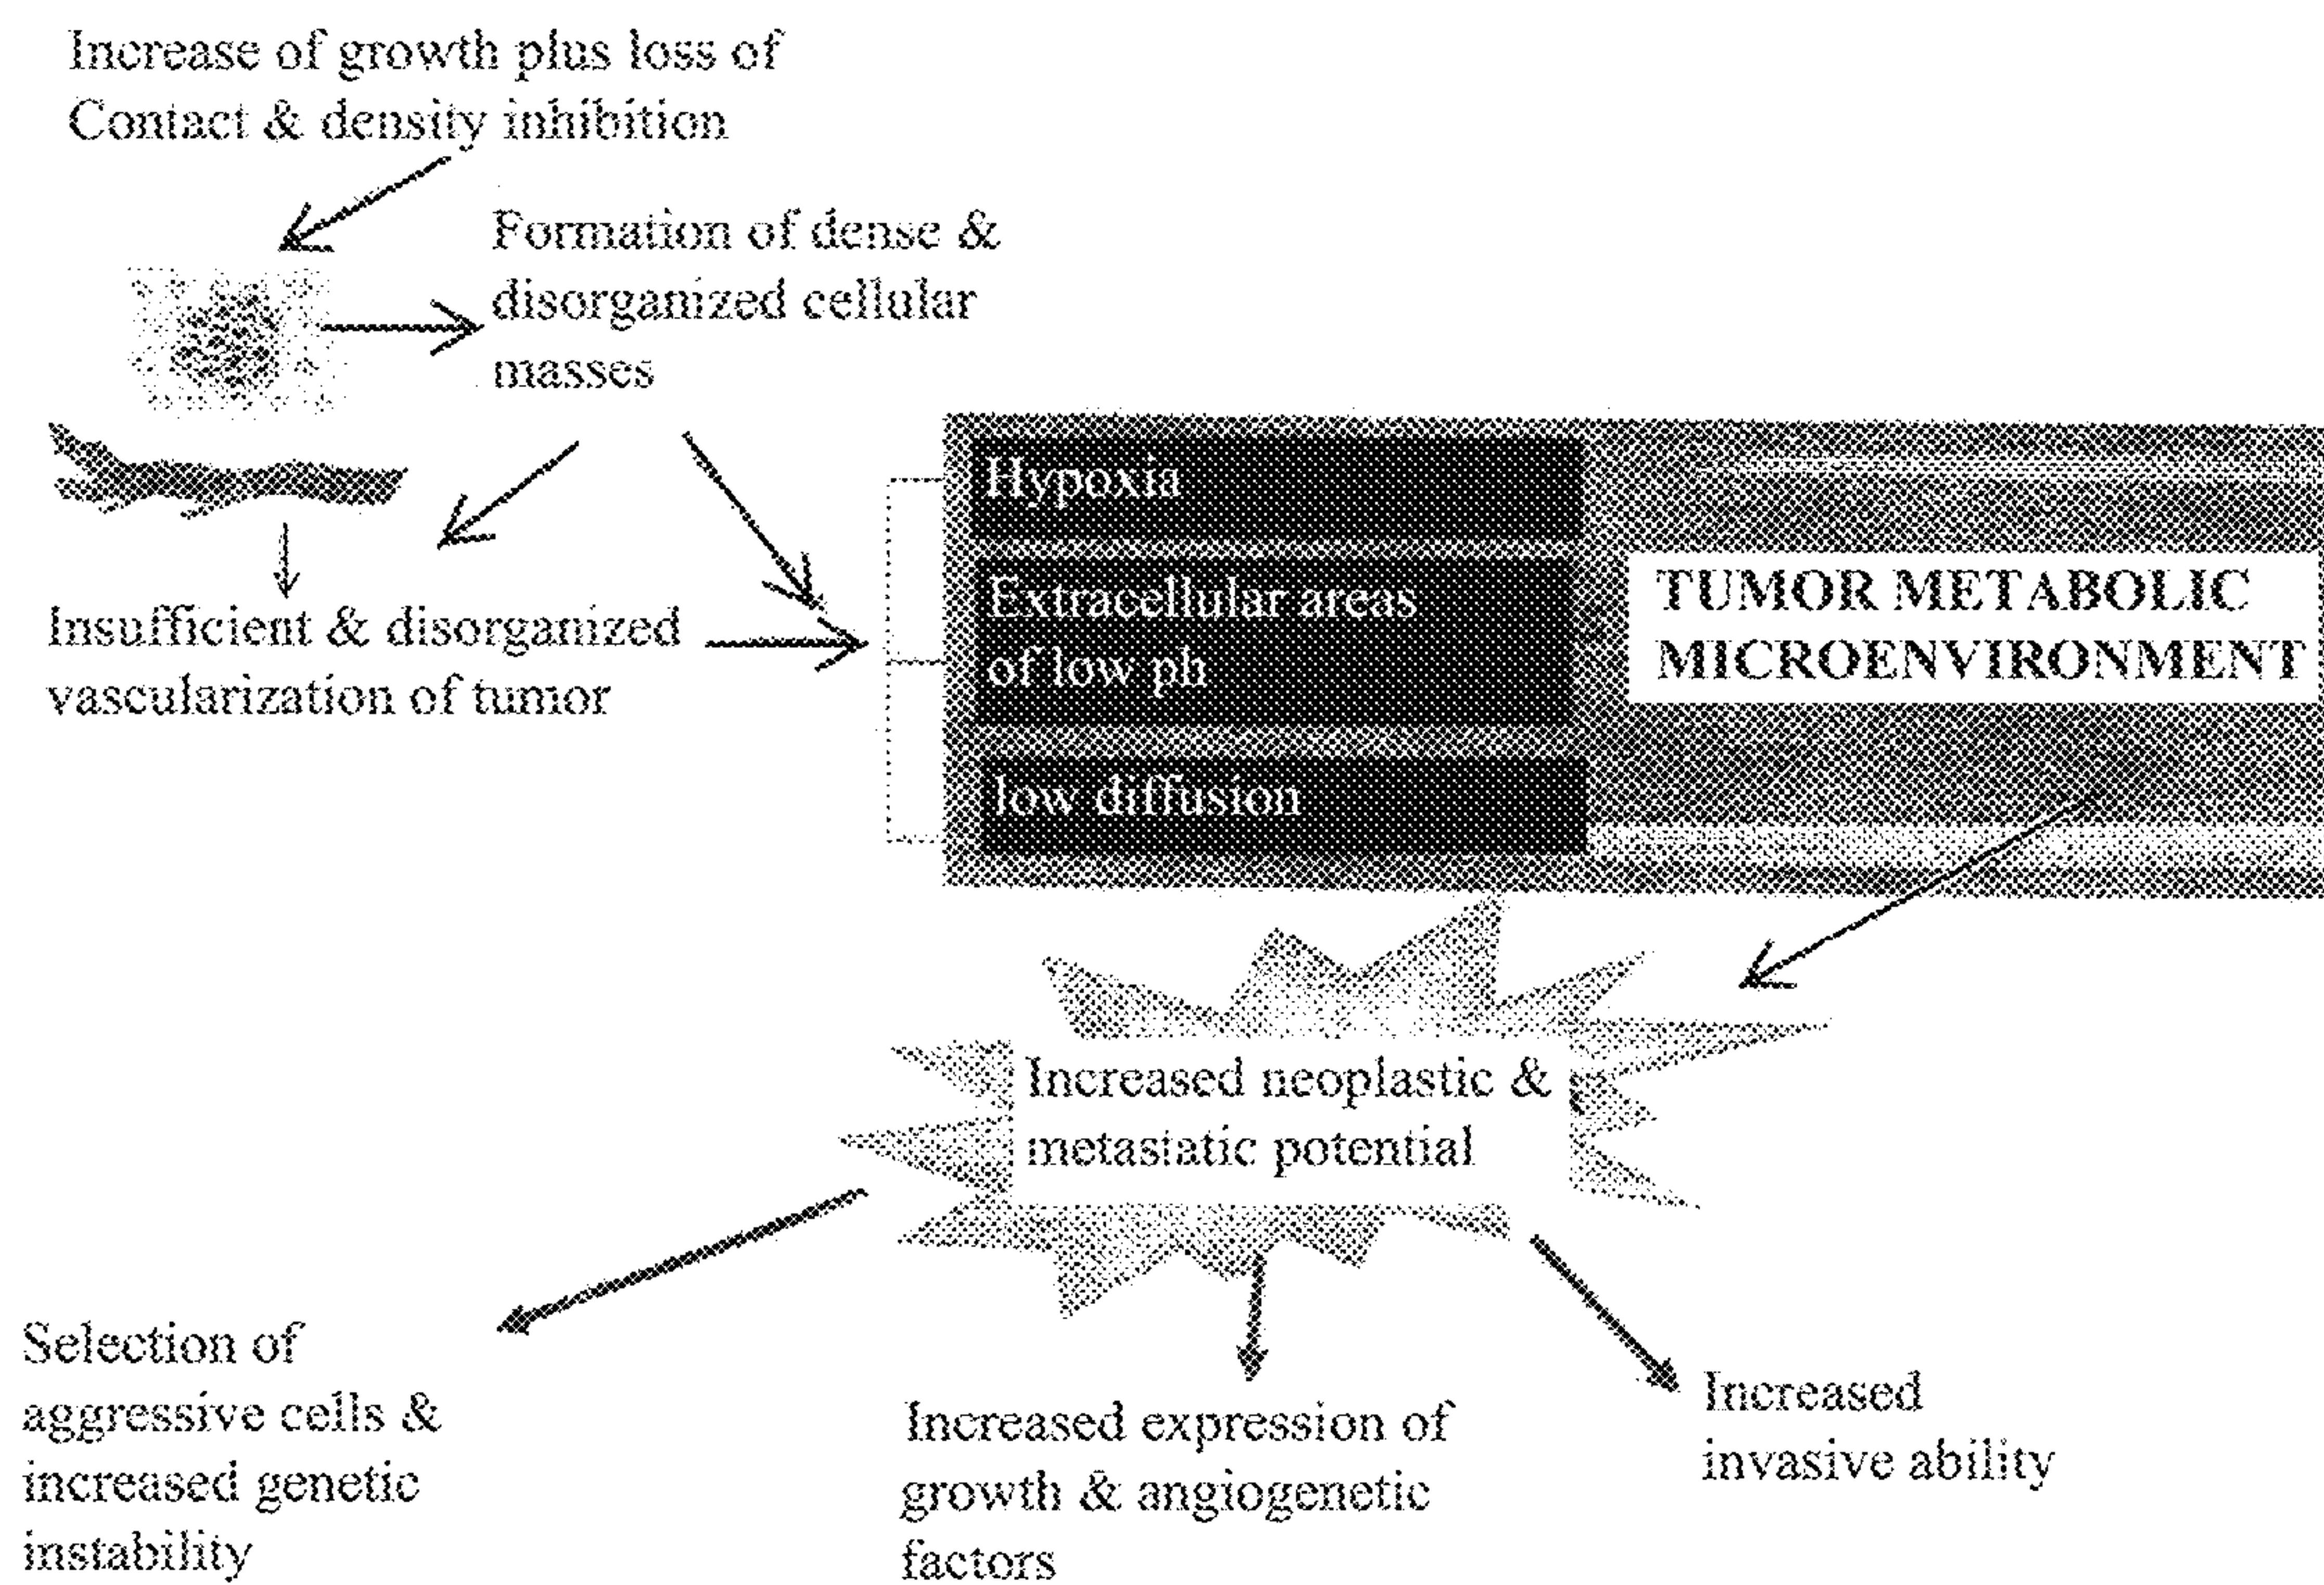 Increase of growth plus loss of
Contact & density inhibition
Formation of dense &
disorganized cellular
masses
Insufficient & disorganized
vascularization of tumor
Hypoxia
Extracellular areas
of low ph
low diffusion
TUMOR METABOLIC
MICROENVIRONMENT
Increased neoplastic &
metastatic potential
Selection of
aggressive cells &
increased genetic
instability
Increased expression of
growth & angiogenetic
factors
Increased
invasive ability